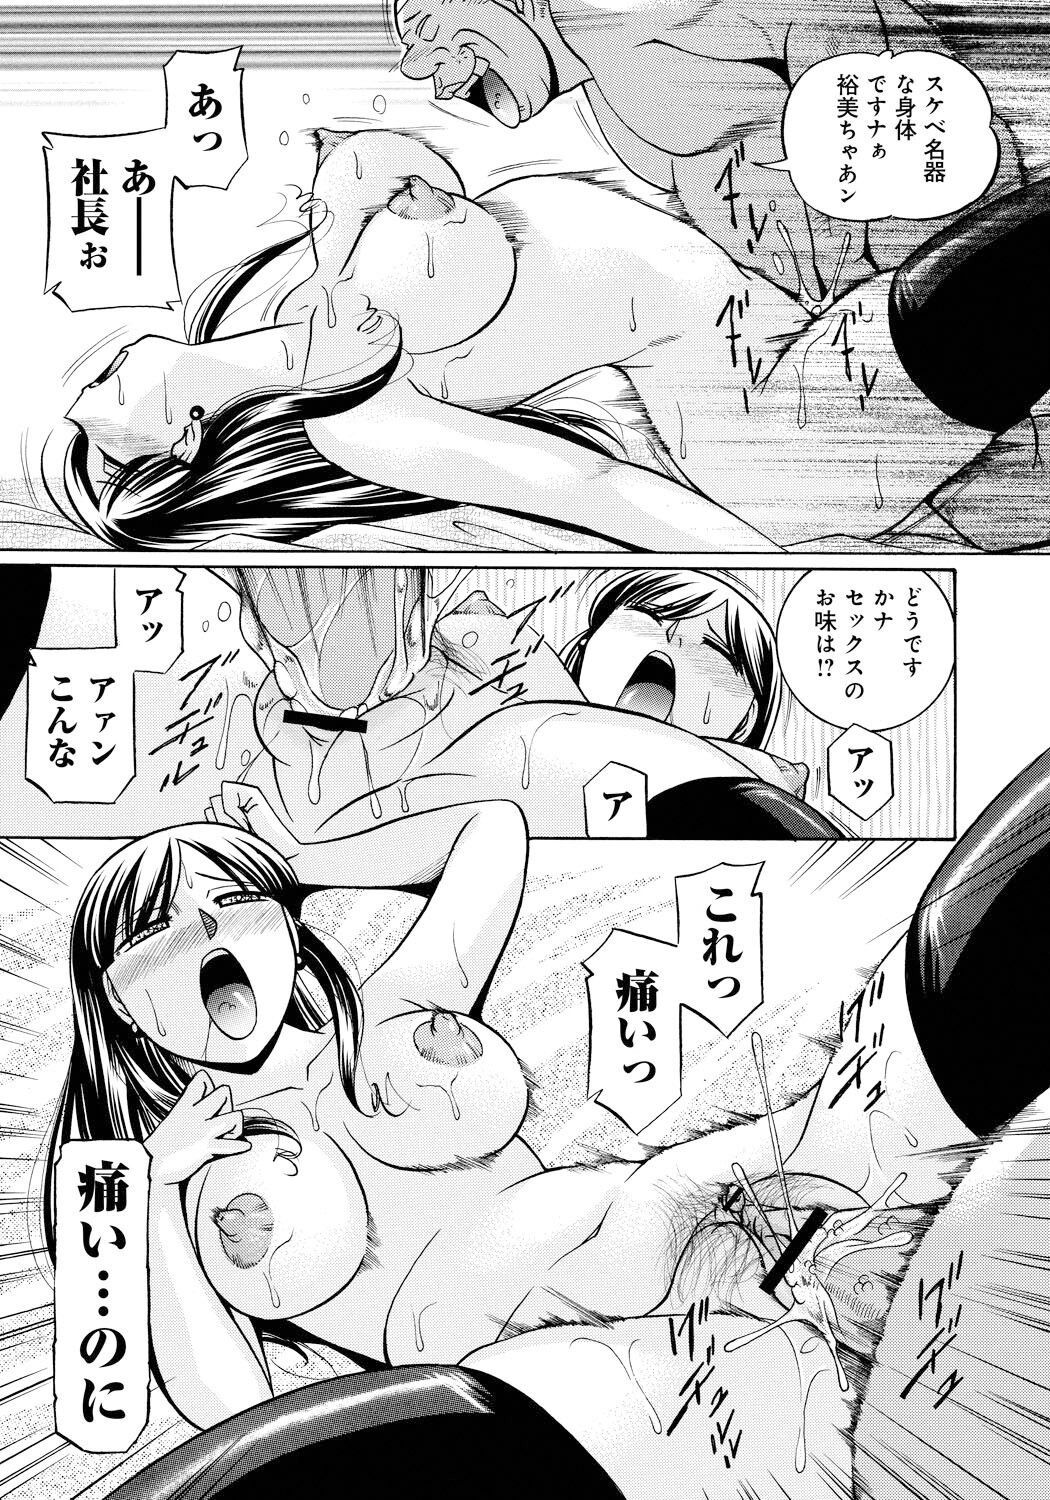 スケベ名器
な身体
ですナぁ
裕美ちゃあン
あっ
あー
社長ぉ
どうです
かナ
セックスの
お味は!?
アッ
ア
アッ
アァン
こんな
これっ
痛いっ
痛い…のに